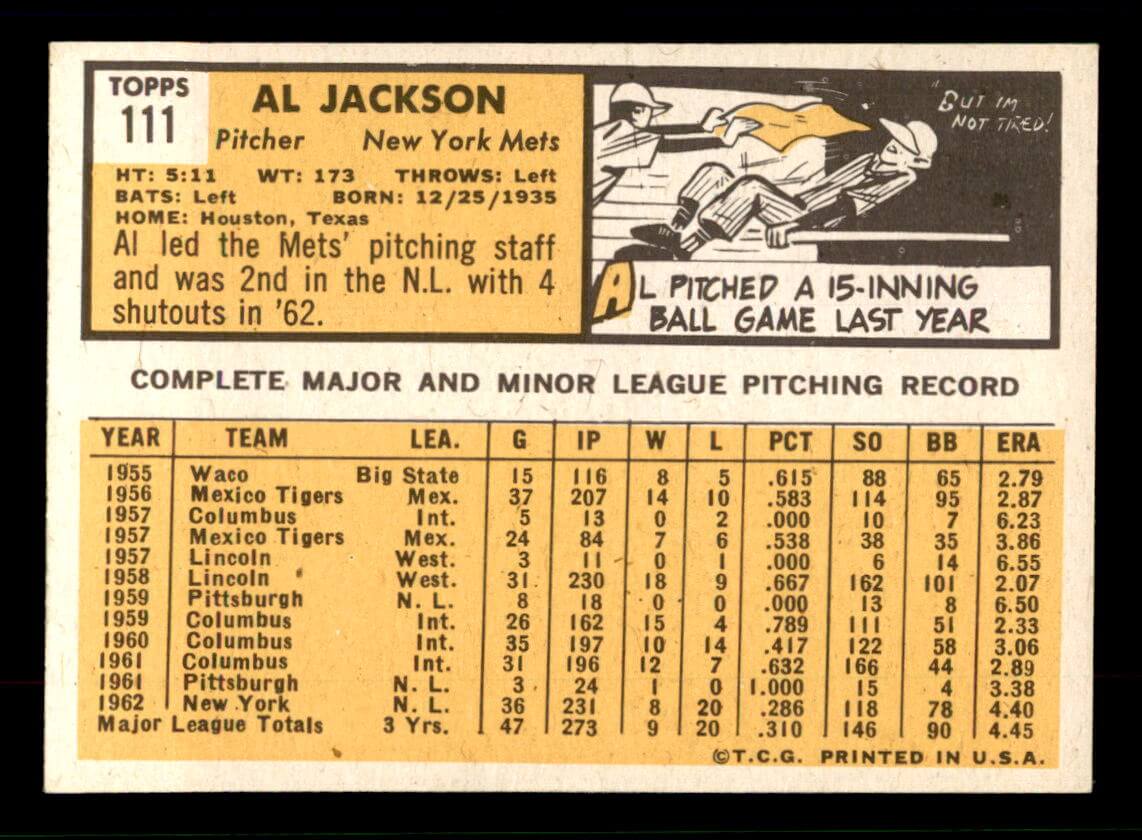 TOPPS
111
AL JACKSON
Pitcher New York Mets
HT: 5:11 WT: 173 THROWS: Left
BATS: Left BORN: 12/25/1935
HOME: Houston, Texas
Al led the Mets' pitching staff
and was 2nd in the N.L. with 4
shutouts in '62.
"BUT IM
NOT TIRED!
AL PITCHED A 15-INNING
BALL GAME LAST YEAR
COMPLETE MAJOR AND MINOR LEAGUE PITCHING RECORD
YEAR TEAM LEA. G IP W L PCT SO BB ERA
1955 Waco Big State 15 116 8 5 .615 88 65 2.79
1956 Mexico Tigers Mex. 37 207 14 10 .583 114 95 2.87
1957 Columbus Int. 5 13 0 2 .000 10 7 6.23
1957 Mexico Tigers Mex. 24 84 7 6 .538 38 35 3.86
1957 Lincoln West. 3 11 0 1 .000 6 14 6.55
1958 Lincoln West. 31 230 18 9 .667 162 101 2.07
1959 Pittsburgh N. L. 8 18 0 0 .000 13 8 6.50
1959 Columbus Int. 26 162 15 4 .789 111 51 2.33
1960 Columbus Int. 35 197 10 14 .417 122 58 3.06
1961 Columbus Int. 31 196 12 7 .632 166 44 2.89
1961 Pittsburgh N. L. 3 24 1 0 1.000 15 4 3.38
1962 New York N. L. 36 231 8 20 .286 118 78 4.40
Major League Totals 3 Yrs. 47 273 9 20 .310 146 90 4.45
©T.C.G. PRINTED IN U.S.A.